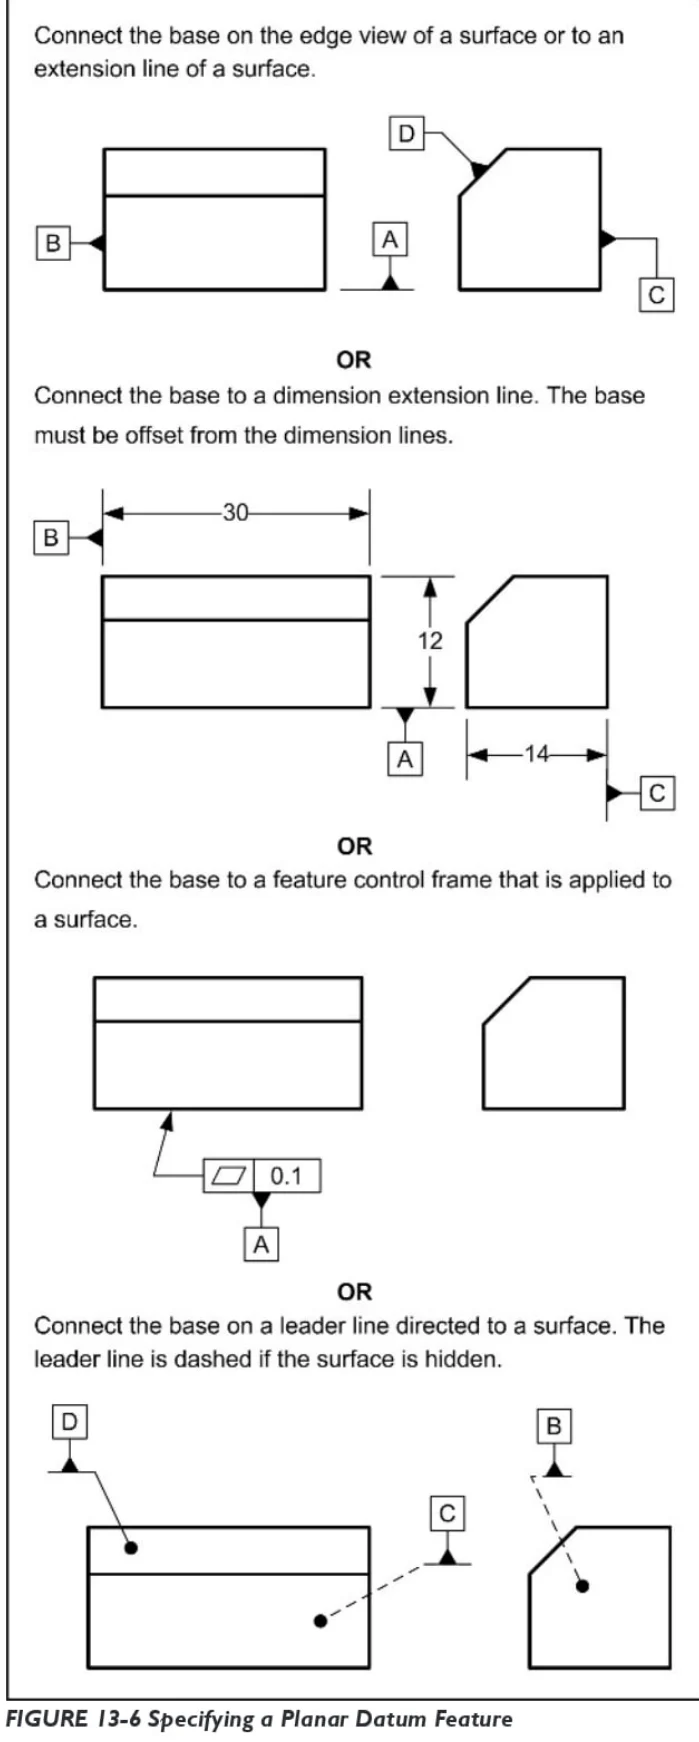 Connect the base on the edge view of a surface or to an
extension line of a surface.
D
B
A
C
OR
Connect the base to a dimension extension line. The base
must be offset from the dimension lines.
30
B
12
A
14
C
OR
Connect the base to a feature control frame that is applied to
a surface.
0.1
A
OR
Connect the base on a leader line directed to a surface. The
leader line is dashed if the surface is hidden.
D
B
C
FIGURE 13-6 Specifying a Planar Datum Feature